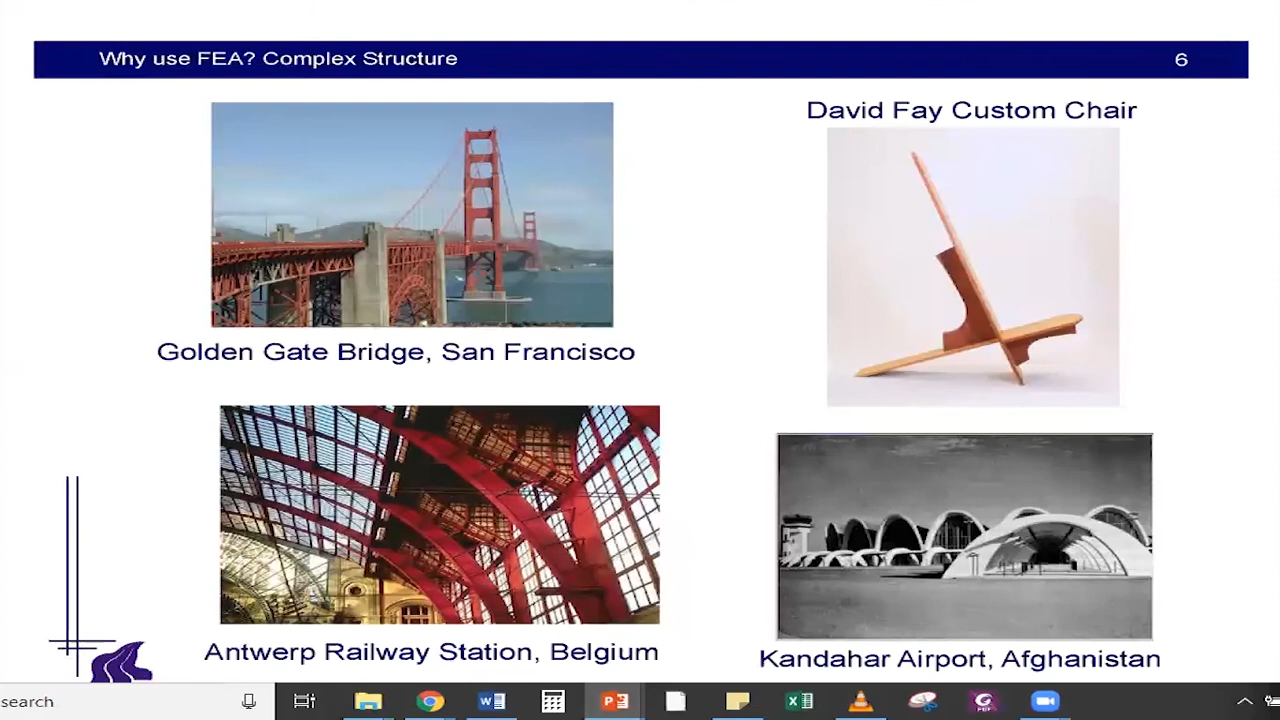 Why use FEA? Complex Structure
6
David Fay Custom Chair
Golden Gate Bridge, San Francisco
Antwerp Railway Station, Belgium
Kandahar Airport, Afghanistan
search